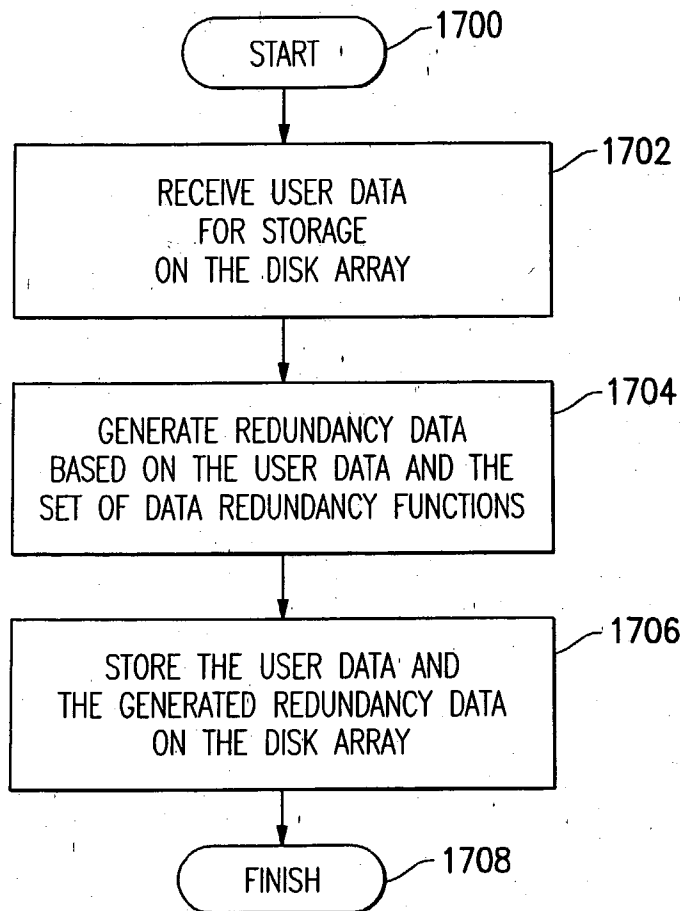 START
1700
RECEIVE USER DATA
FOR STORAGE
ON THE DISK ARRAY
1702
GENERATE REDUNDANCY DATA
BASED ON THE USER DATA AND THE
SET OF DATA REDUNDANCY FUNCTIONS
1704
STORE THE USER DATA AND
THE GENERATED REDUNDANCY DATA
ON THE DISK ARRAY
1706
FINISH
1708